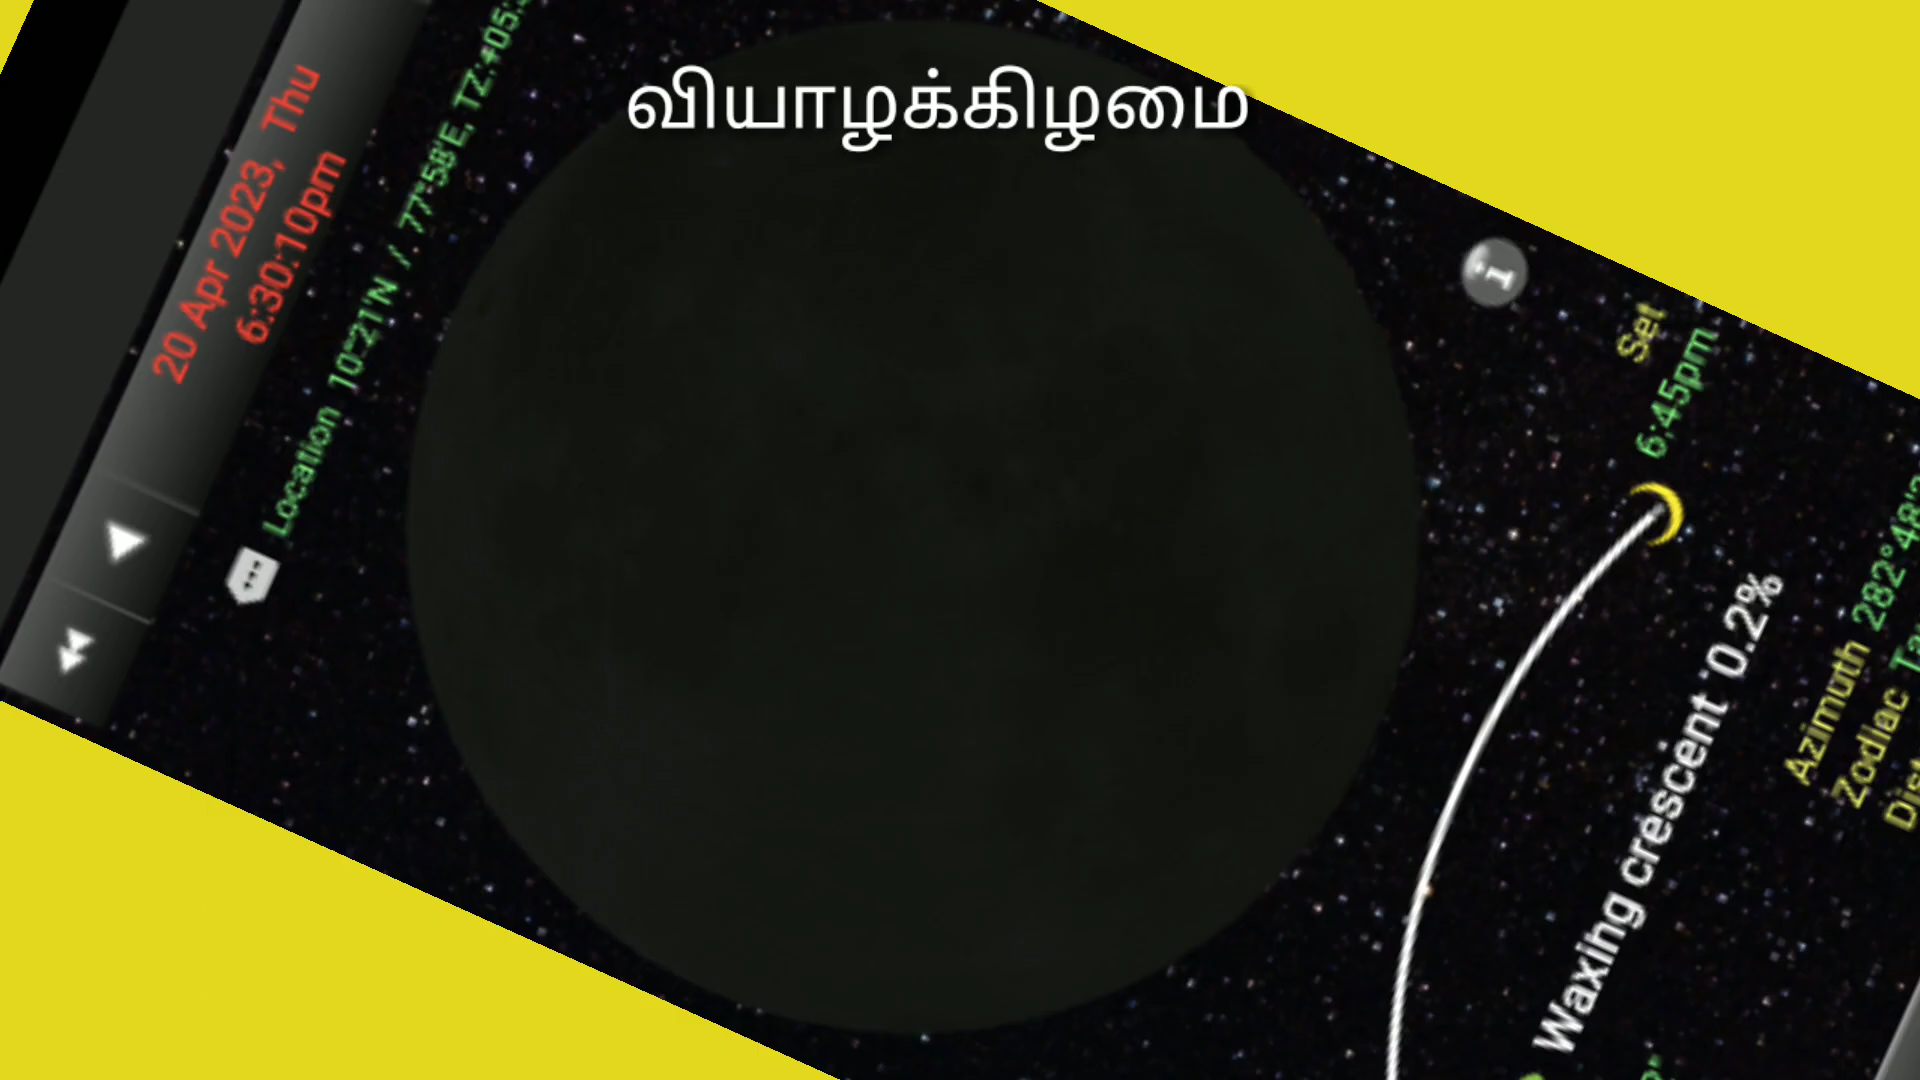 வியாழக்கிழமை
20 Apr 2023, Thu
6:30:10pm
Location 10°21'N / 77°58'E, TZ:+05:
Set
6:45pm
Waxing crescent 0.2%
Azimuth 282°48'
Zodiac